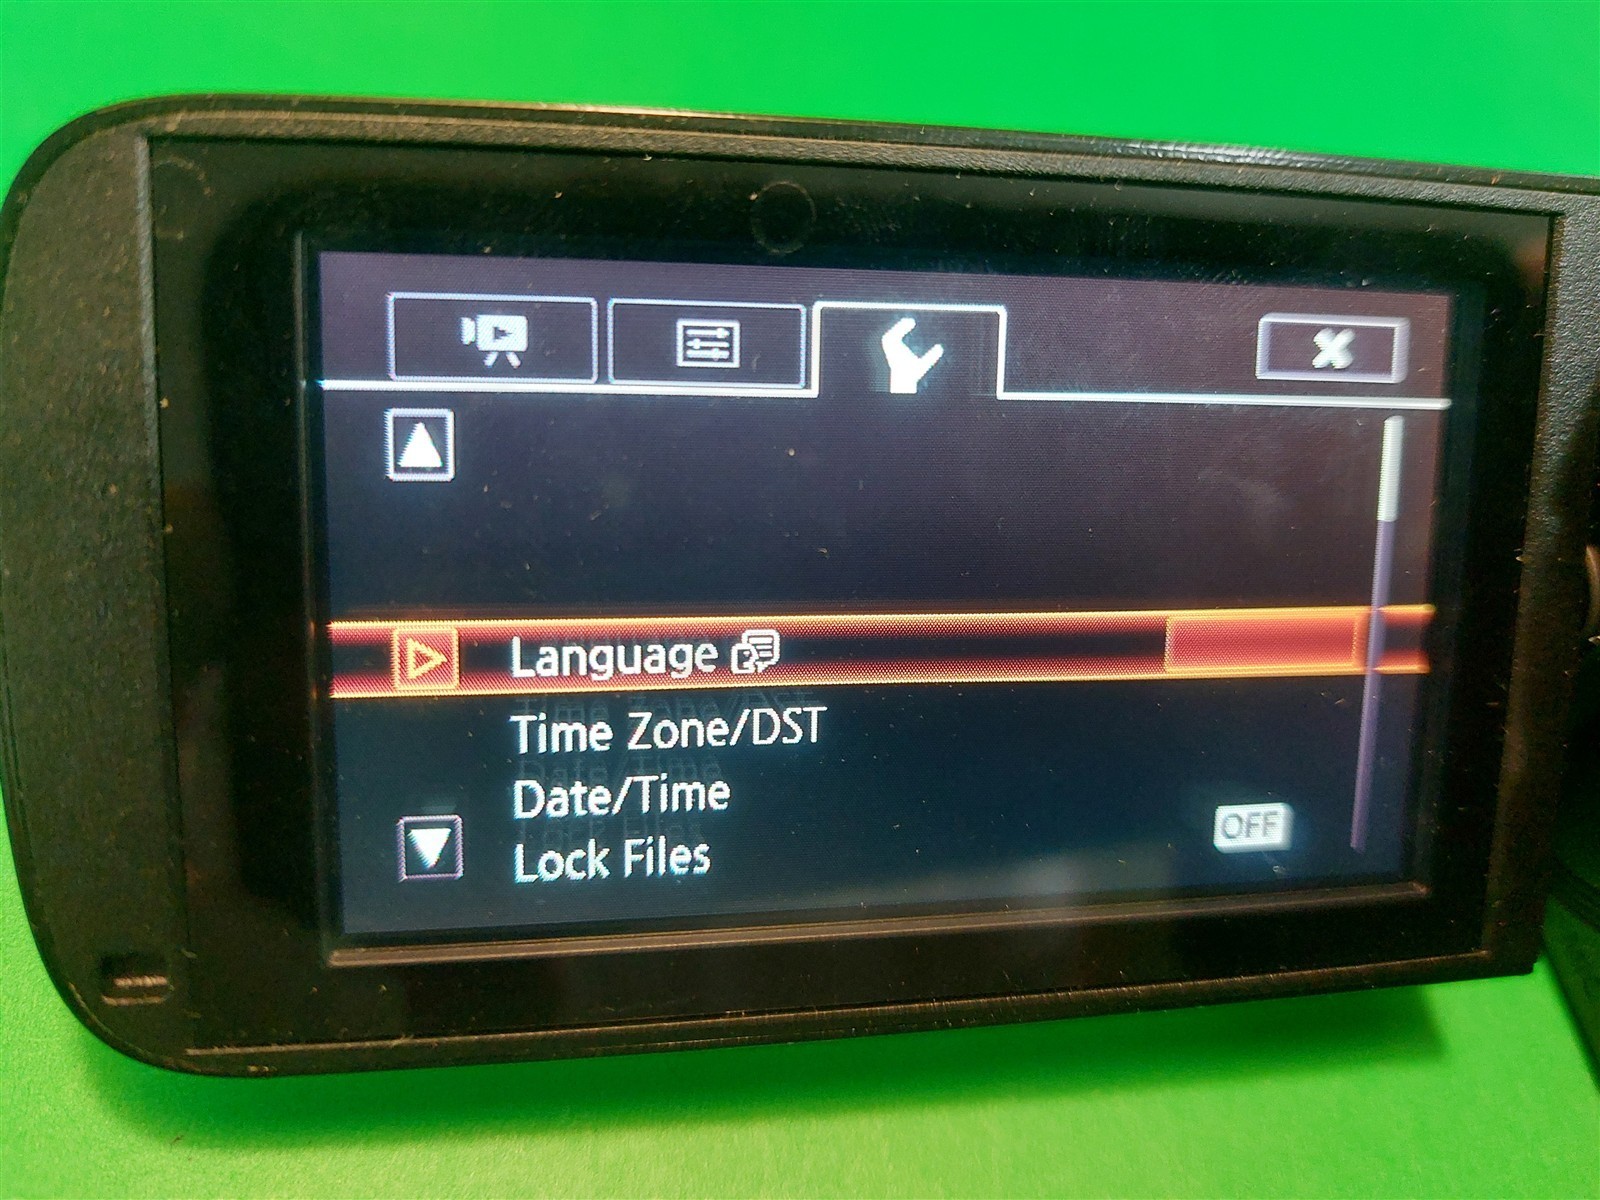 Language
Time Zone/DST
Date/Time
Lock Files OFF